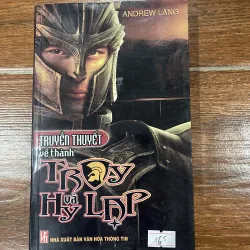 ANDREW LANG
TRUYỀN THUYẾT
về thành
TROY
VÀ
HY LẠP
NHÀ XUẤT BẢN VĂN HÓA THÔNG TIN